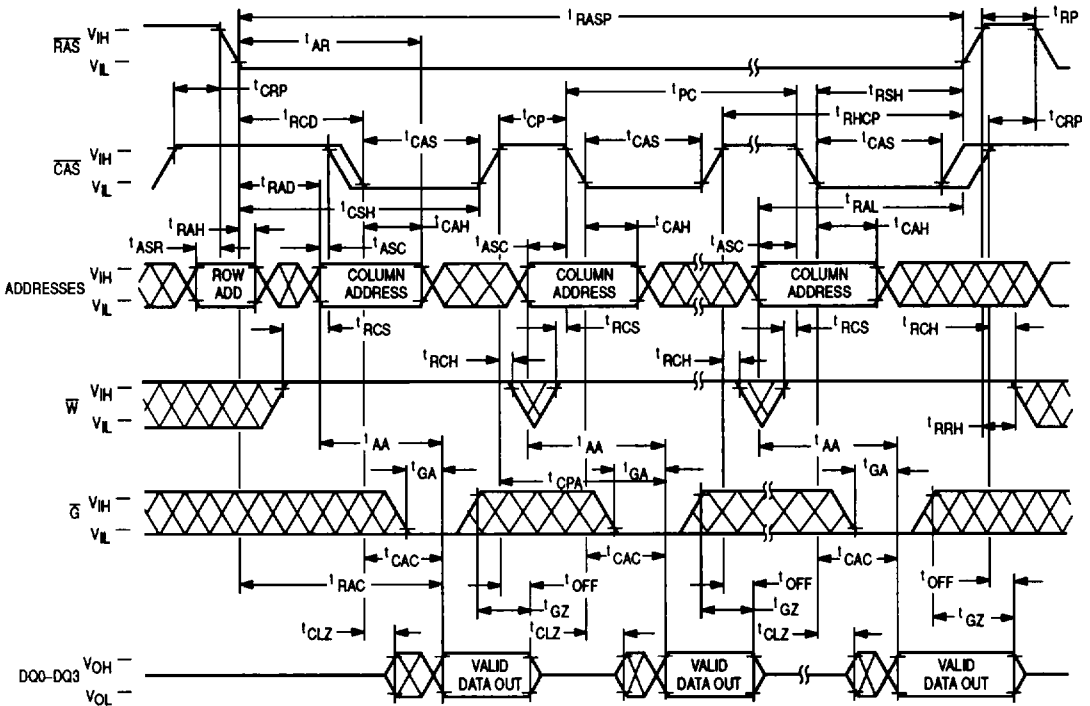 tRASP
tRP
tAR
RAS VIH
VIL
tCRP
tPC
tRSH
tRCD
tCP
tRHCP
tCAS
tCAS
tCAS
tCRP
CAS VIH
VIL
tRAD
tCSH
tRAL
tRAH
tCAH
tCAH
tCAH
tASR
tASC
tASC
tASC
ADDRESSES VIH
VIL
ROW ADD
COLUMN ADDRESS
COLUMN ADDRESS
COLUMN ADDRESS
tRCS
tRCS
tRCS
tRCH
tRCH
tRCH
W VIH
VIL
tRRH
tAA
tAA
tAA
tGA
tGA
tGA
tCPA
G VIH
VIL
tCAC
tCAC
tCAC
tRAC
tOFF
tOFF
tOFF
tGZ
tGZ
tGZ
tCLZ
tCLZ
tCLZ
DQ0–DQ3 VOH
VOL
VALID DATA OUT
VALID DATA OUT
VALID DATA OUT